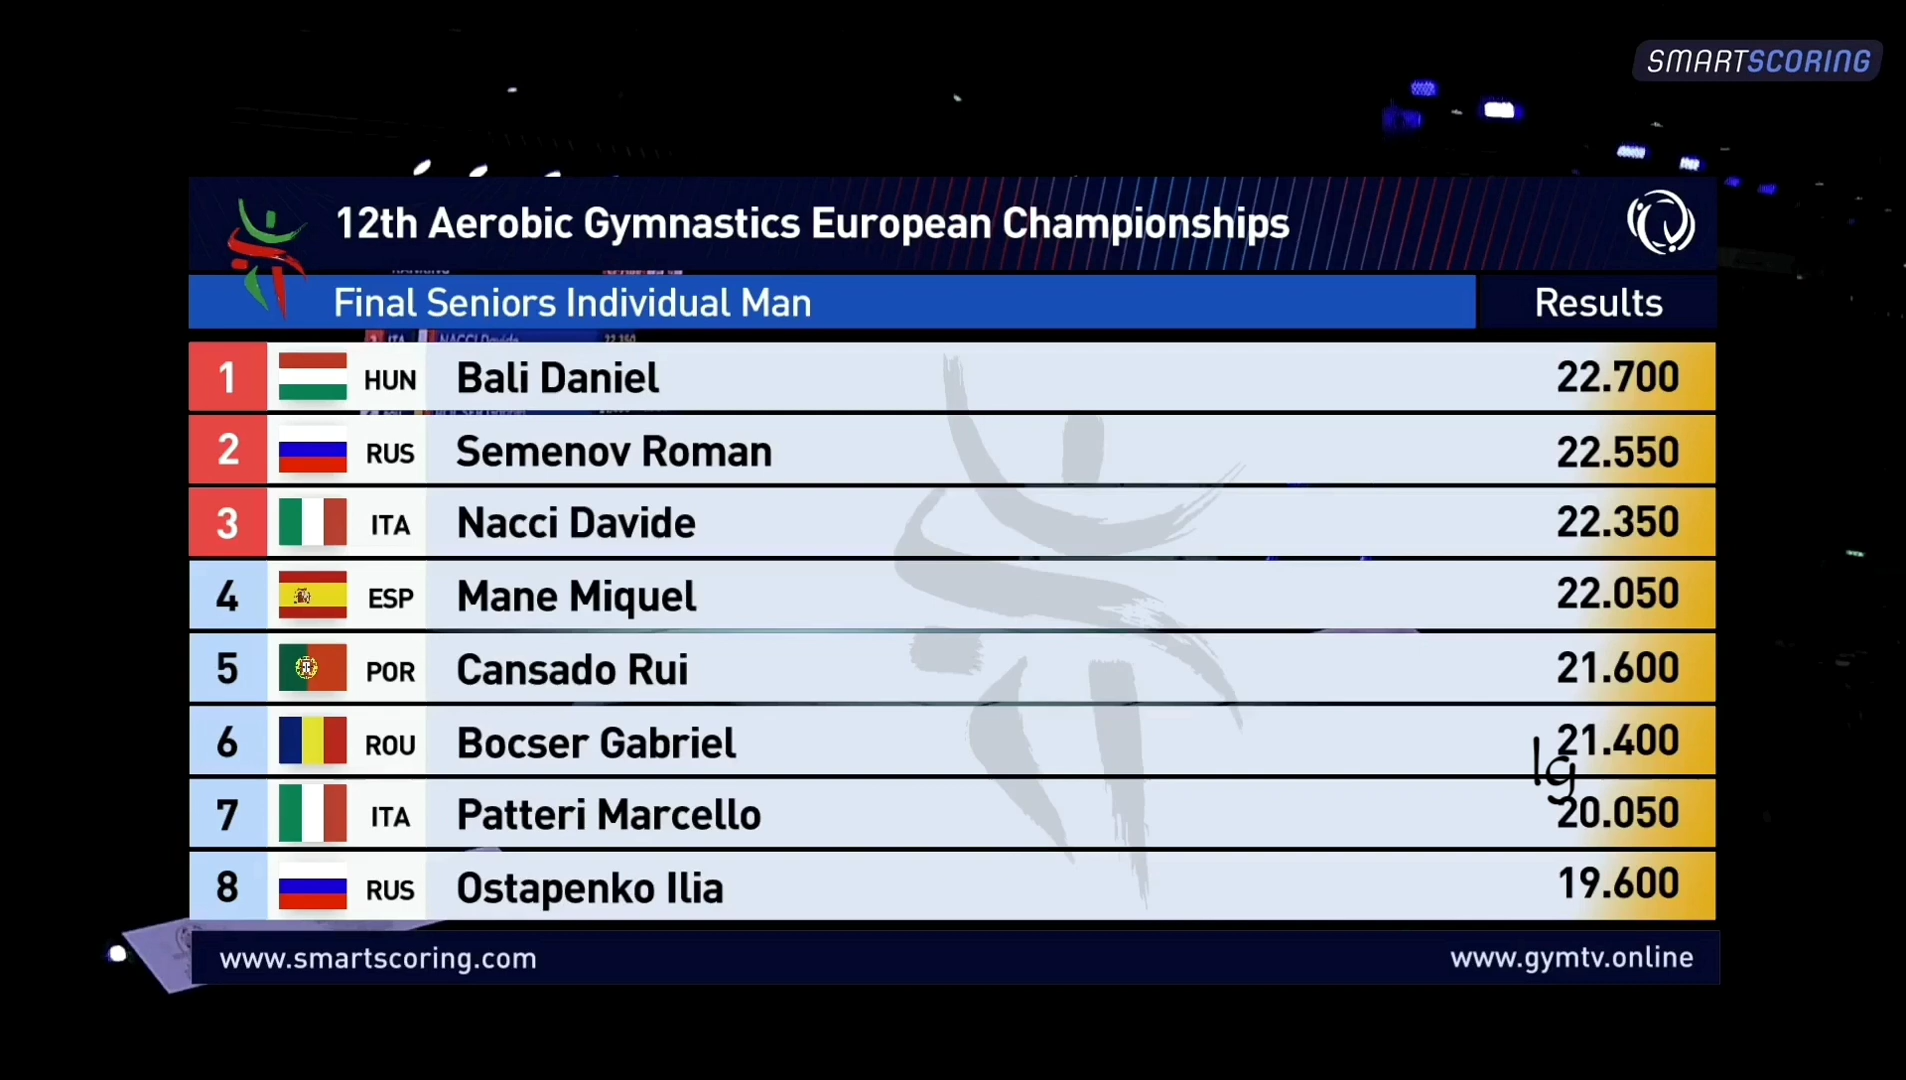 SMARTSCORING
12th Aerobic Gymnastics European Championships
Final Seniors Individual Man Results
1 HUN Bali Daniel 22.700
2 RUS Semenov Roman 22.550
3 ITA Nacci Davide 22.350
4 ESP Mane Miquel 22.050
5 POR Cansado Rui 21.600
6 ROU Bocser Gabriel 21.400
lg
7 ITA Patteri Marcello 20.050
8 RUS Ostapenko Ilia 19.600
www.smartscoring.com www.gymtv.online